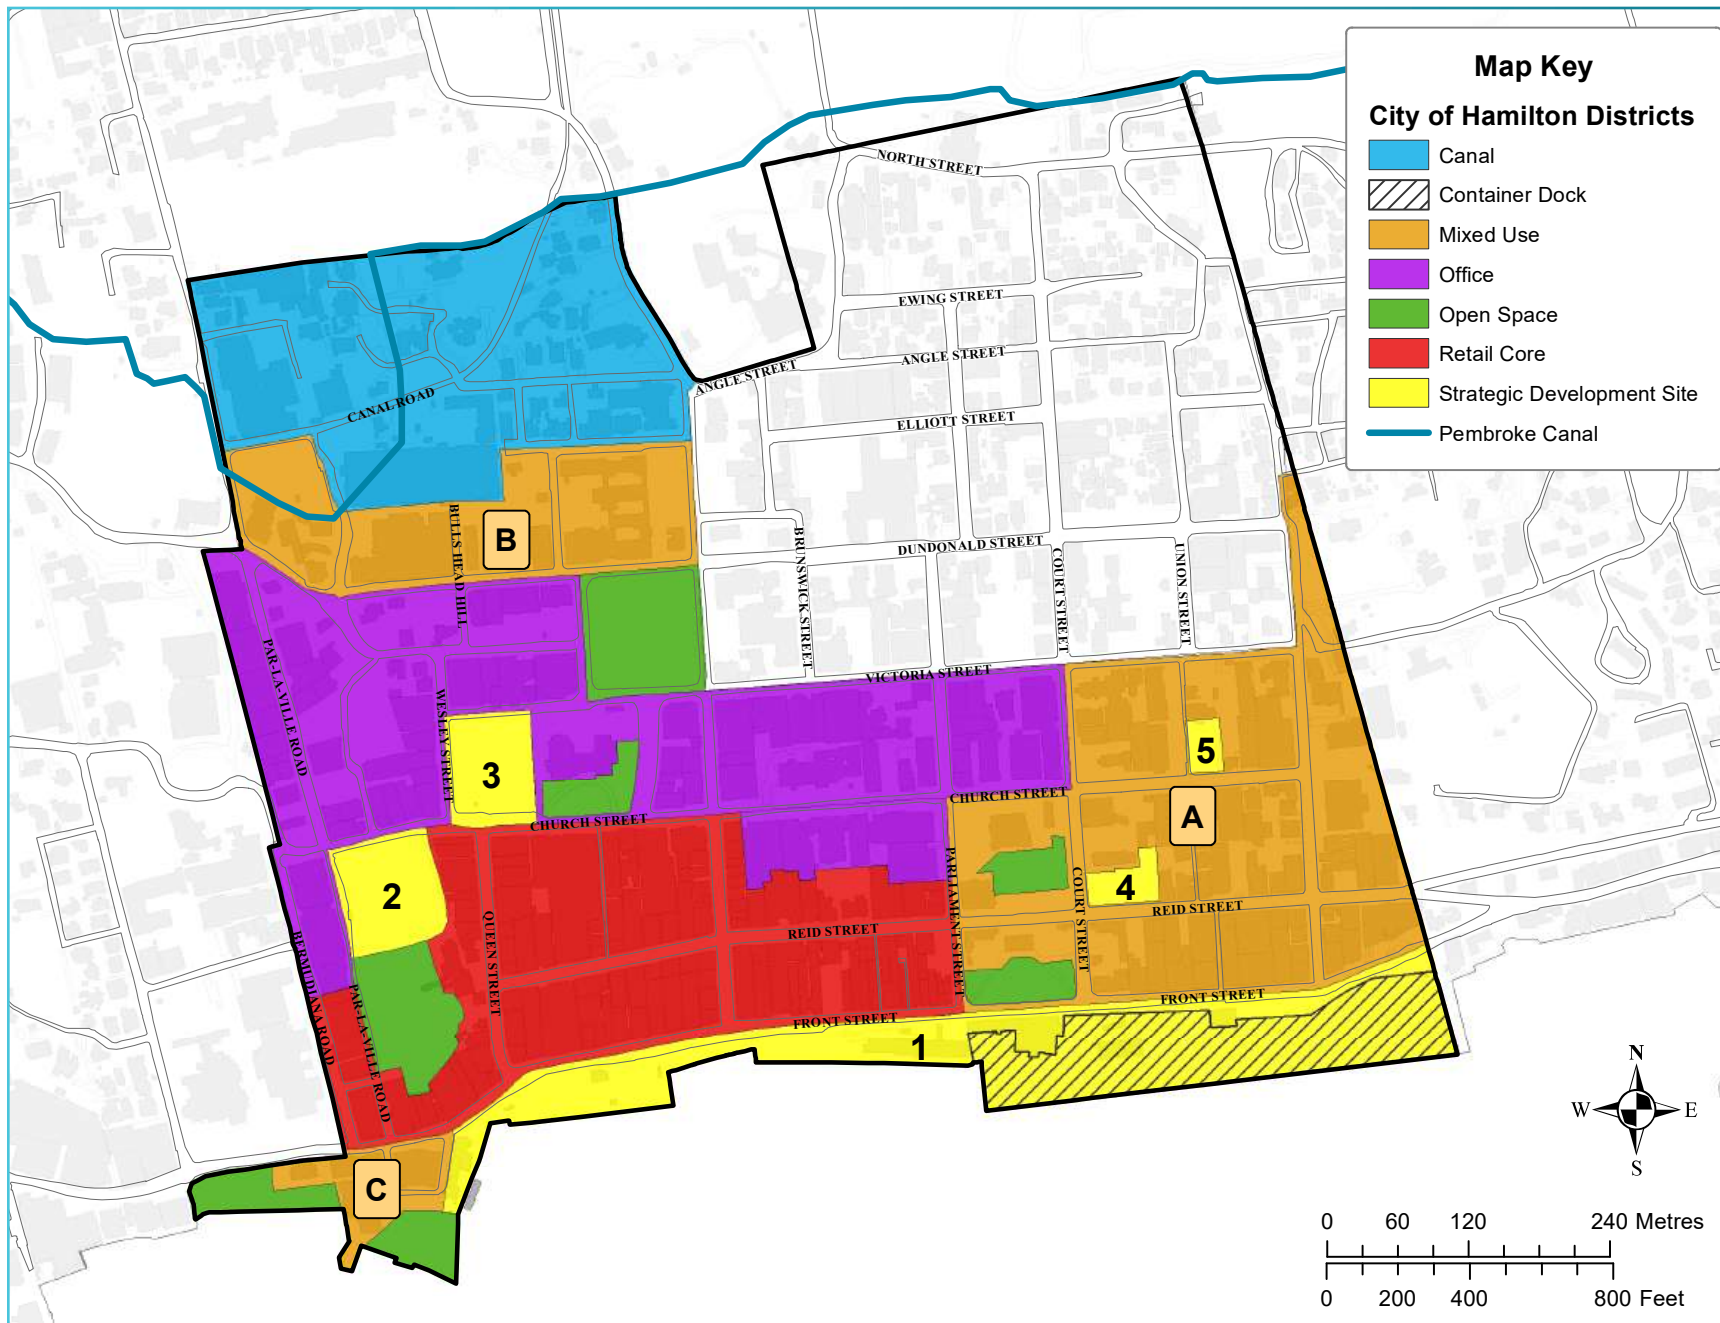 Map Key
City of Hamilton Districts
Canal
Container Dock
Mixed Use
Office
Open Space
Retail Core
Strategic Development Site
Pembroke Canal
NORTH STREET
EWING STREET
ANGLE STREET
ANGLE STREET
CANAL ROAD
ELLIOTT STREET
BULLS HEAD HILL
B
BRUNSWICK STREET
DUNDONALD STREET
COURT STREET
UNION STREET
PAR-LA-VILLE ROAD
WESLEY STREET
VICTORIA STREET
3
5
CHURCH STREET
CHURCH STREET
A
2
4
QUEEN STREET
PARLIAMENT STREET
COURT STREET
REID STREET
REID STREET
BERMUDIANA ROAD
PAR-LA-VILLE ROAD
FRONT STREET
FRONT STREET
1
C
N
W
E
S
0 60 120 240 Metres
0 200 400 800 Feet